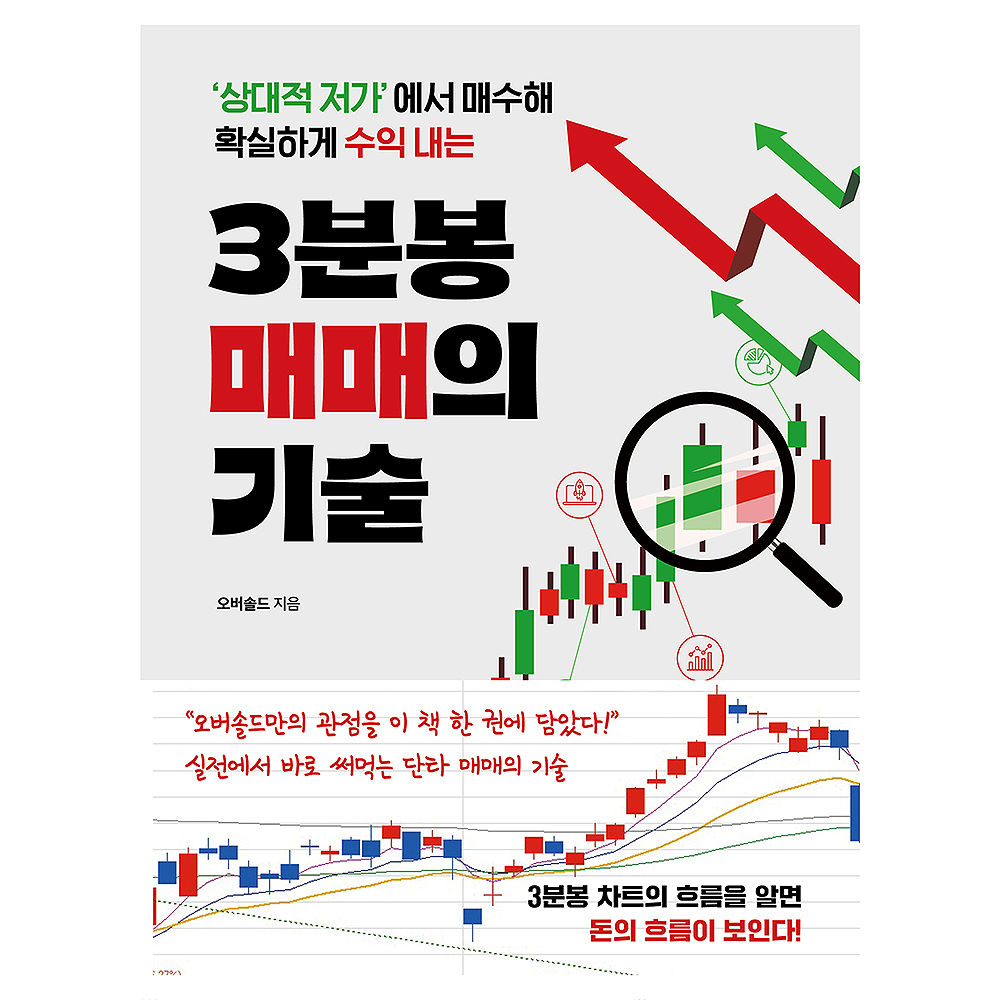 ‘상대적 저가’에서 매수해
확실하게 수익 내는
3분봉
매매의
기술
오버솔드 지음
“오버솔드만의 관점을 이 책 한 권에 담았다!”
실전에서 바로 써먹는 단타 매매의 기술
3분봉 차트의 흐름을 알면
돈의 흐름이 보인다!